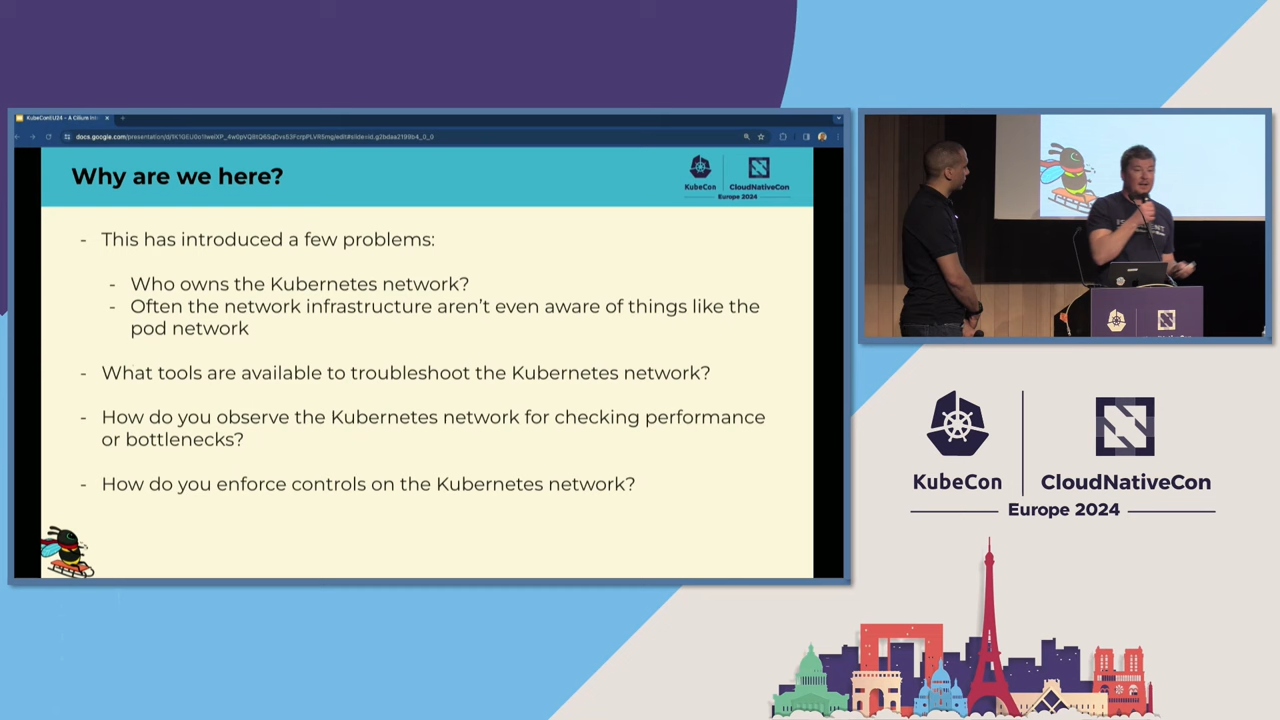 KubeConEU24 - A Cilium Int
Why are we here?
KubeCon
CloudNativeCon
Europe 2024
- This has introduced a few problems:
- Who owns the Kubernetes network?
- Often the network infrastructure aren't even aware of things like the
pod network
- What tools are available to troubleshoot the Kubernetes network?
- How do you observe the Kubernetes network for checking performance
or bottlenecks?
- How do you enforce controls on the Kubernetes network?
KubeCon
CloudNativeCon
Europe 2024